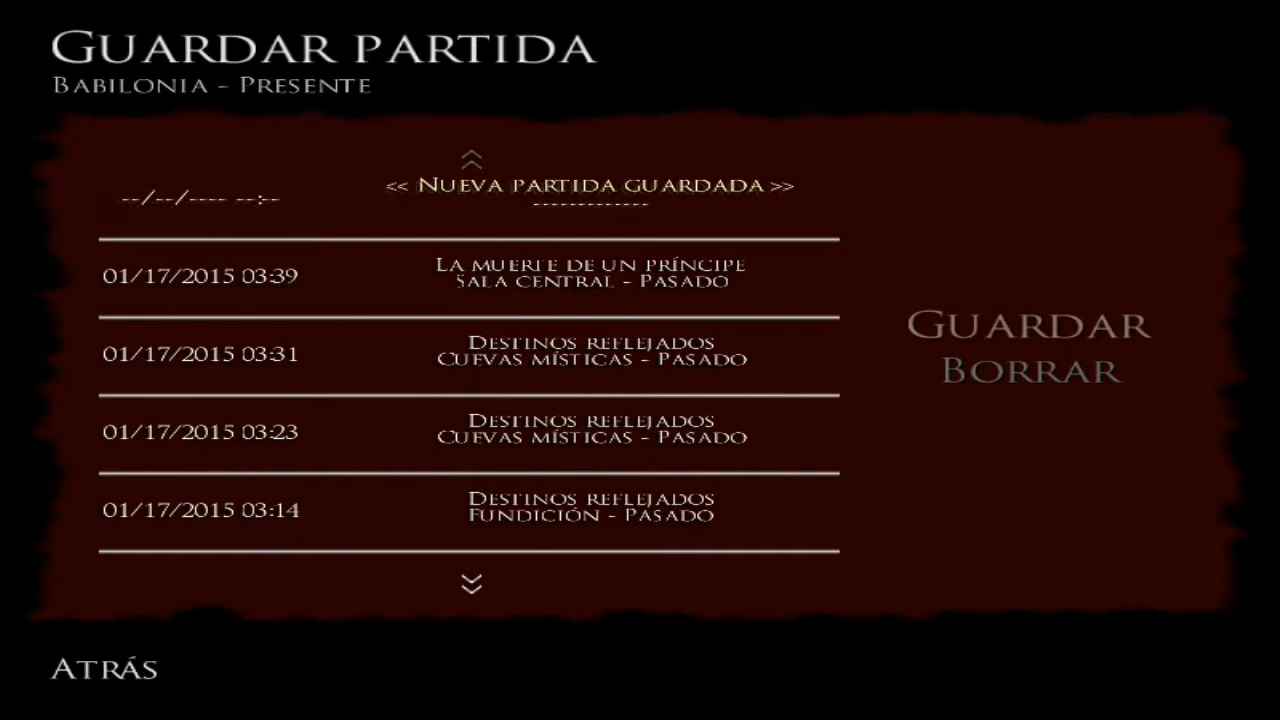 GUARDAR PARTIDA
BABILONIA - PRESENTE
<< NUEVA PARTIDA GUARDADA >>
--/--/---- --:--
-------------
01/17/2015 03:39
LA MUERTE DE UN PRÍNCIPE
SALA CENTRAL - PASADO
01/17/2015 03:31
DESTINOS REFLEJADOS
CUEVAS MÍSTICAS - PASADO
01/17/2015 03:23
DESTINOS REFLEJADOS
CUEVAS MÍSTICAS - PASADO
01/17/2015 03:14
DESTINOS REFLEJADOS
FUNDICIÓN - PASADO
GUARDAR
BORRAR
ATRÁS